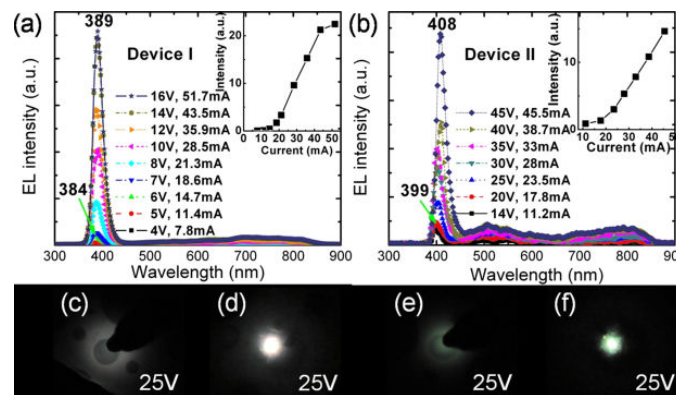 (a)
389
Device I
16V, 51.7mA
14V, 43.5mA
12V, 35.9mA
10V, 28.5mA
8V, 21.3mA
7V, 18.6mA
6V, 14.7mA
5V, 11.4mA
4V, 7.8mA
384
EL intensity (a.u.)
300 400 500 600 700 800 900
Wavelength (nm)
Intensity (a.u.)
20
10
0
0 10 20 30 40 50
Current (mA)
(b)
408
Device II
45V, 45.5mA
40V, 38.7mA
35V, 33mA
30V, 28mA
25V, 23.5mA
20V, 17.8mA
14V, 11.2mA
399
EL intensity (a.u.)
300 400 500 600 700 800 900
Wavelength (nm)
Intensity (a.u.)
10
0
10 20 30 40
Current (mA)
(c)
25V
(d)
25V
(e)
25V
(f)
25V